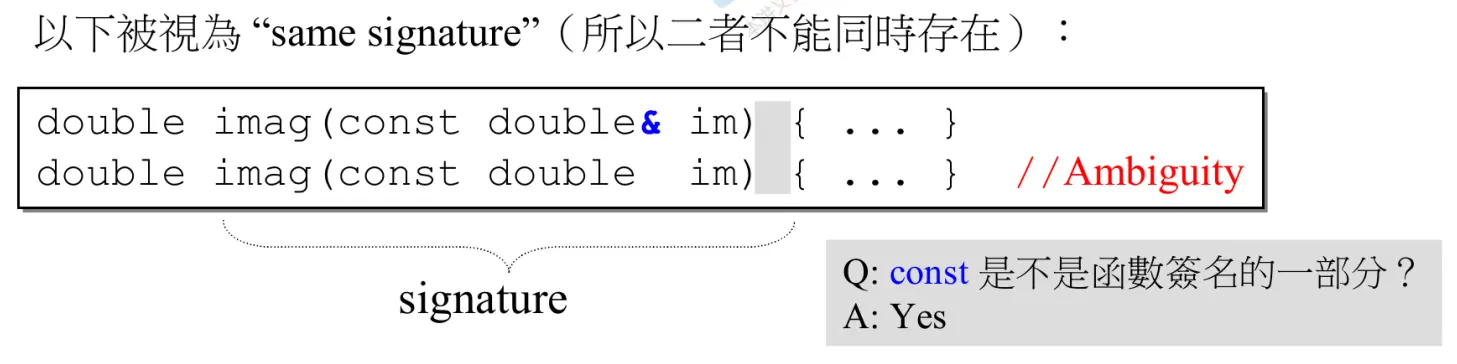 以下被視為 “same signature”（所以二者不能同時存在）：
double imag(const double& im) { ... }
double imag(const double im) { ... } //Ambiguity
signature
Q: const 是不是函數簽名的一部分？
A: Yes